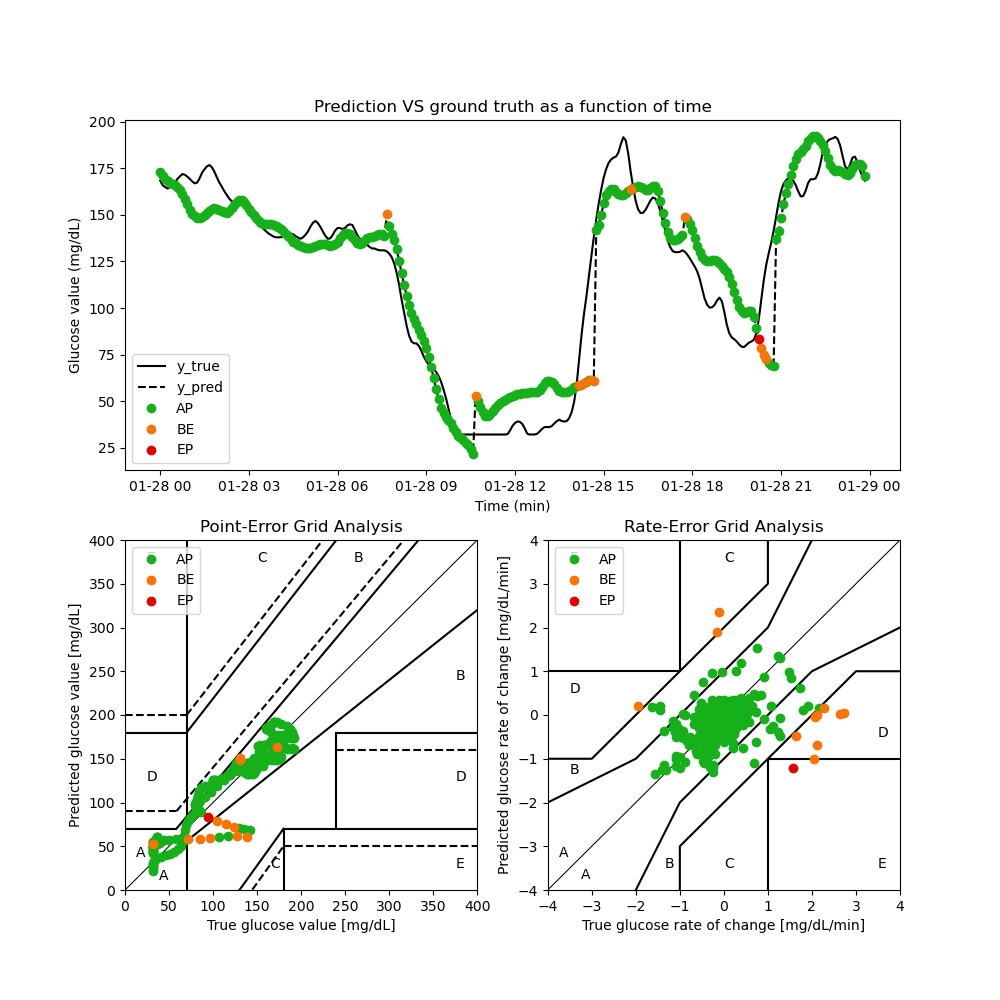 Prediction VS ground truth as a function of time
Glucose value (mg/dL)
200
175
150
125
100
75
50
25
y_true
y_pred
AP
BE
EP
01-28 00 01-28 03 01-28 06 01-28 09 01-28 12 01-28 15 01-28 18 01-28 21 01-29 00
Time (min)
Point-Error Grid Analysis
Predicted glucose value [mg/dL]
400
350
300
250
200
150
100
50
0
AP
BE
EP
C
B
B
D
D
A
A
C
E
0 50 100 150 200 250 300 350 400
True glucose value [mg/dL]
Rate-Error Grid Analysis
Predicted glucose rate of change [mg/dL/min]
4
3
2
1
0
−1
−2
−3
−4
AP
BE
EP
C
D
D
B
A
A
B
C
E
−4 −3 −2 −1 0 1 2 3 4
True glucose rate of change [mg/dL/min]